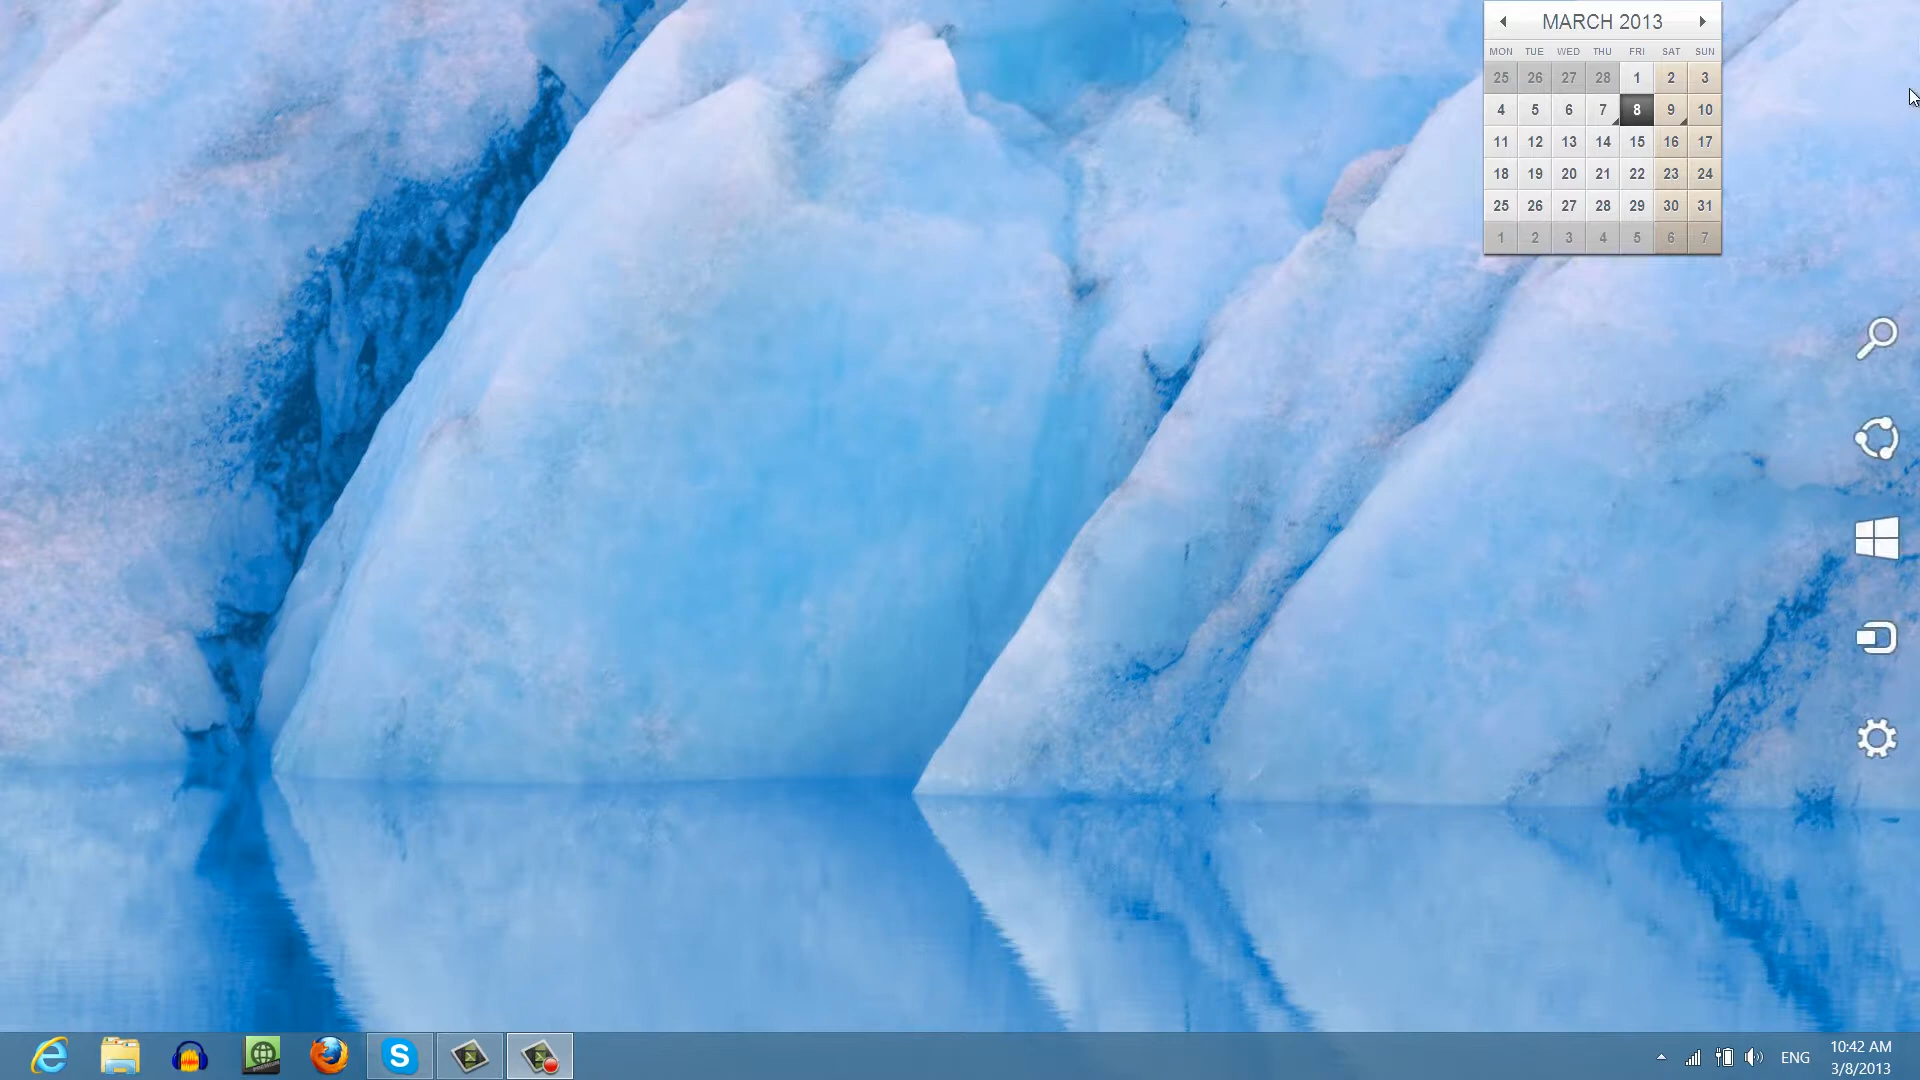 MARCH 2013
MON TUE WED THU FRI SAT SUN
25 26 27 28 1 2 3
4 5 6 7 8 9 10
11 12 13 14 15 16 17
18 19 20 21 22 23 24
25 26 27 28 29 30 31
1 2 3 4 5 6 7
S
ENG
10:42 AM
3/8/2013